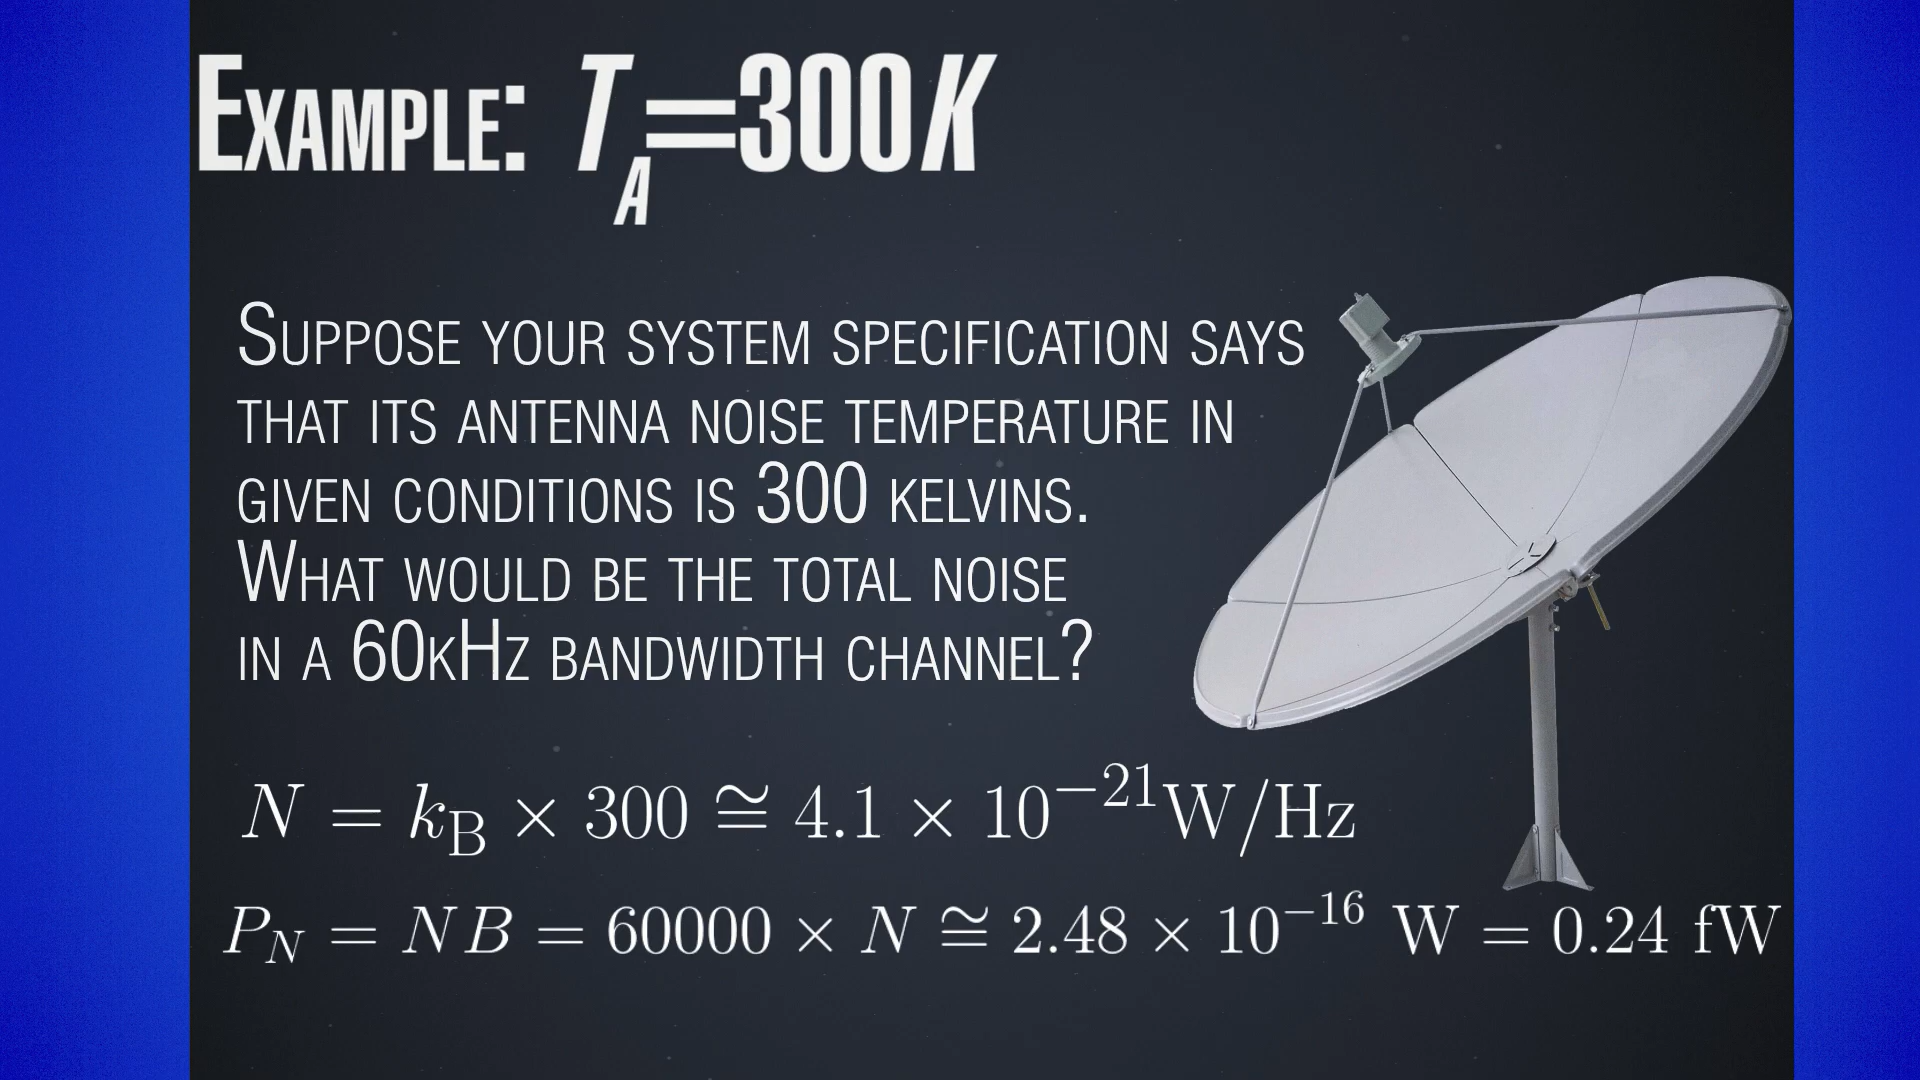 Example: T_A=300K
Suppose your system specification says
that its antenna noise temperature in
given conditions is 300 kelvins.
What would be the total noise
in a 60kHz bandwidth channel?
N = k_B × 300 ≅ 4.1 × 10^{−21}W/Hz
P_N = NB = 60000 × N ≅ 2.48 × 10^{−16} W = 0.24 fW